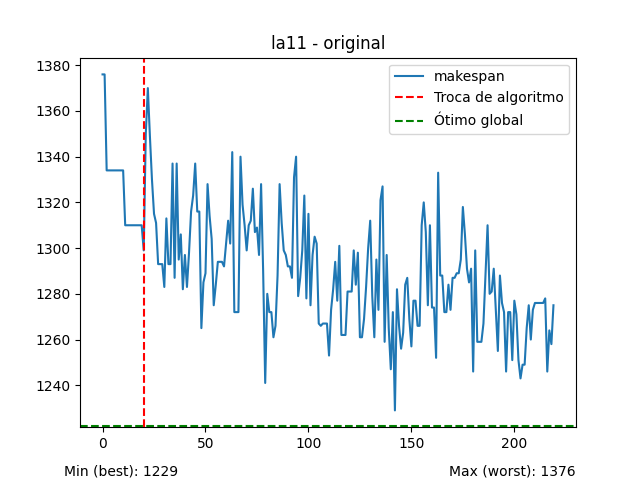 la11 - original
makespan
Troca de algoritmo
Ótimo global
1380
1360
1340
1320
1300
1280
1260
1240
0 50 100 150 200
Min (best): 1229 Max (worst): 1376